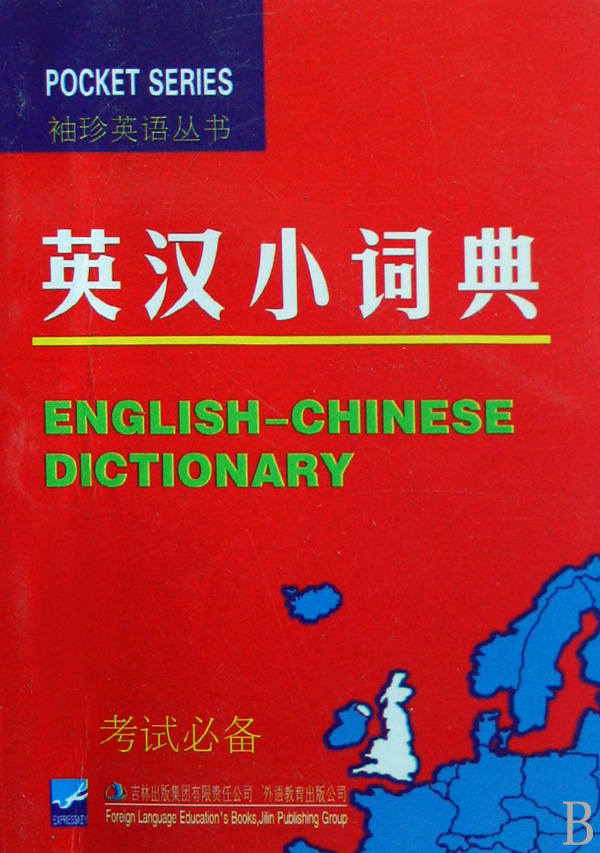 POCKET SERIES
袖珍英语丛书
英汉小词典
ENGLISH-CHINESE
DICTIONARY
考试必备
EXPRESSKEY
吉林出版集团有限责任公司 外语教育出版公司
Foreign Language Education's Books,Jilin Publishing Group
B